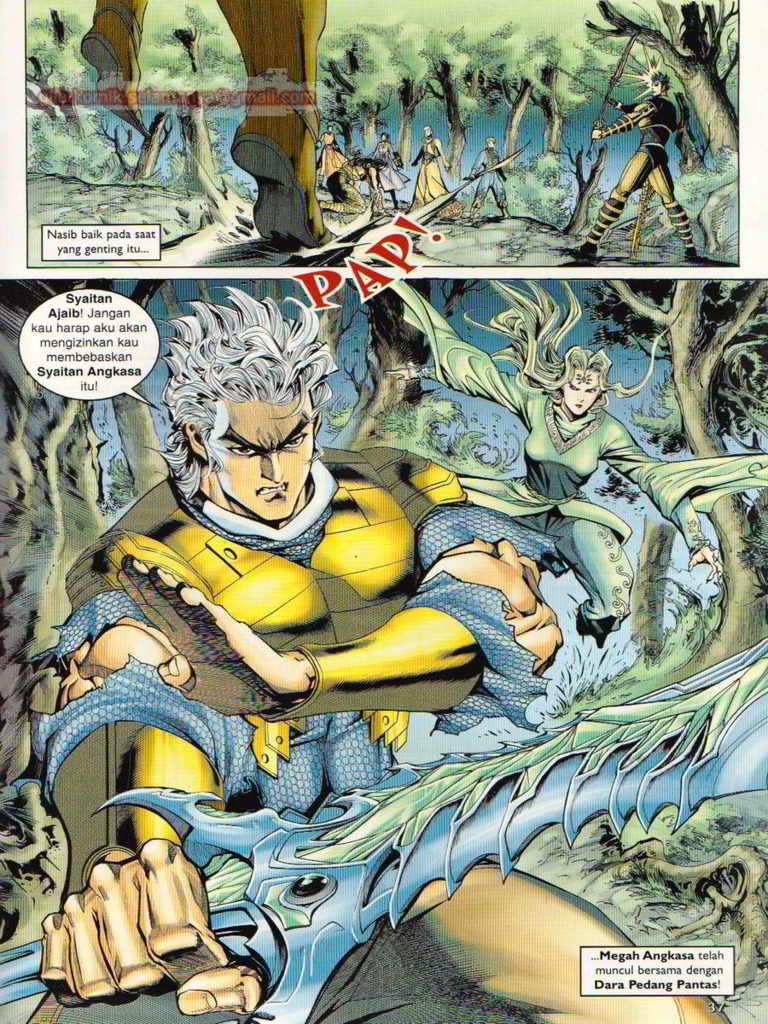 Nasib baik pada saat
yang genting itu...
PAP!
Syaitan
Ajaib! Jangan
kau harap aku akan
mengizinkan kau
membebaskan
Syaitan Angkasa
itu!
...Megah Angkasa telah
muncul bersama dengan
Dara Pedang Pantas!
37